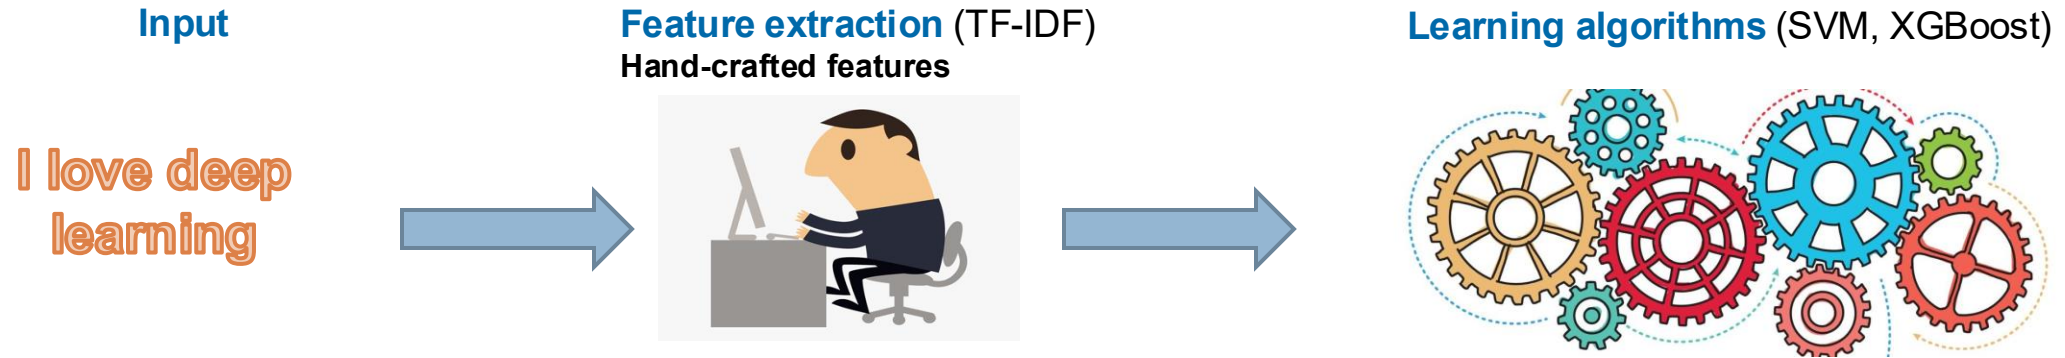 Input
I love deep
learning
Feature extraction (TF-IDF)
Hand-crafted features
Learning algorithms (SVM, XGBoost)